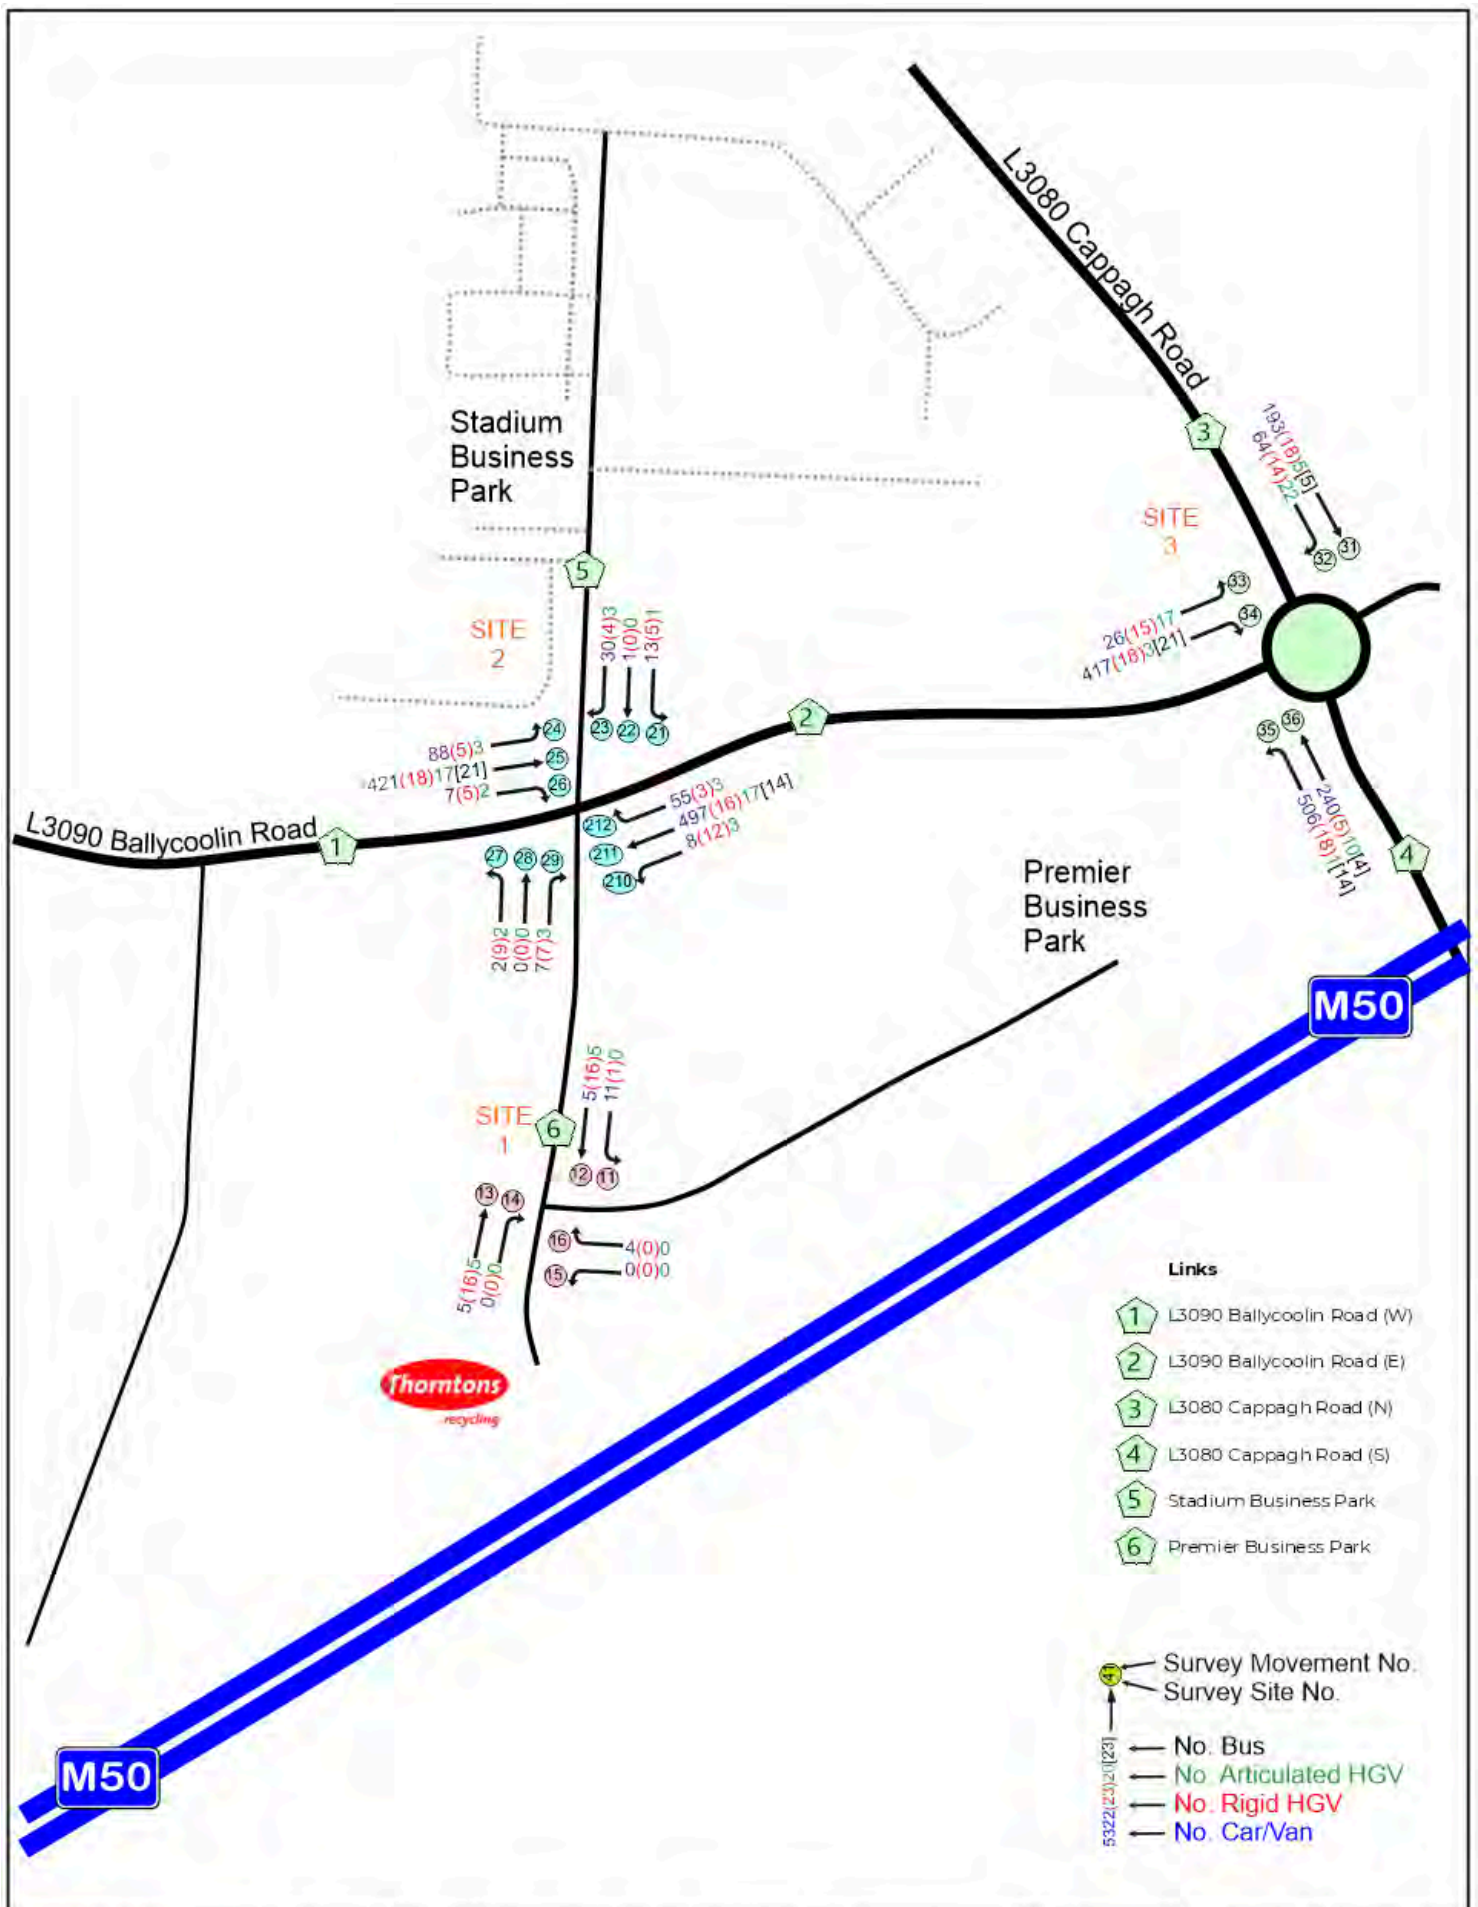 L3080 Cappagh Road
Stadium
Business
Park
3
193(18)5[5]
64(14)22
SITE
3
31
32
33
34
26(15)17
417(18)3[21]
5
SITE
2
30(4)3
1(0)0
13(5)1
24
23
22
21
88(5)3
25
421(18)17[21]
26
7(5)2
2
35
36
240(5)10[4]
506(18)1[14]
55(3)3
497(16)17[14]
8(12)3
212
211
210
L3090 Ballycoolin Road
1
27
28
29
2(9)2
0(0)0
7(7)3
4
Premier
Business
Park
M50
5(16)5
11(1)0
SITE
1
6
12
11
13
14
16
4(0)0
15
0(0)0
5(16)5
0(0)0
Thorntons
recycling
Links
1 L3090 Ballycoolin Road (W)
2 L3090 Ballycoolin Road (E)
3 L3080 Cappagh Road (N)
4 L3080 Cappagh Road (S)
5 Stadium Business Park
6 Premier Business Park
41
Survey Movement No.
Survey Site No.
5322(23)20[23]
No. Bus
No. Articulated HGV
No. Rigid HGV
No. Car/Van
M50